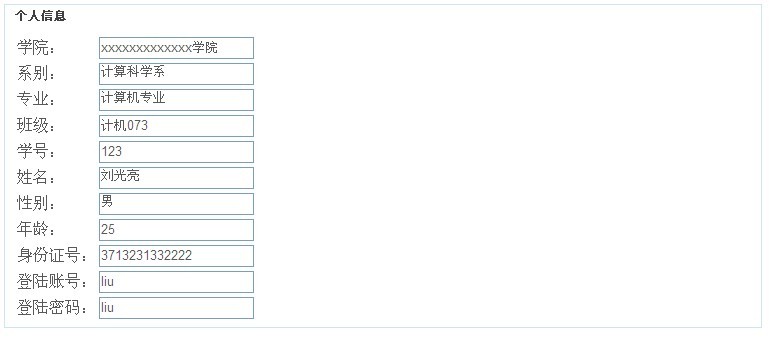 个人信息
学院： xxxxxxxxxxxxx学院
系别： 计算科学系
专业： 计算机专业
班级： 计机073
学号： 123
姓名： 刘光亮
性别： 男
年龄： 25
身份证号： 3713231332222
登陆账号： liu
登陆密码： liu